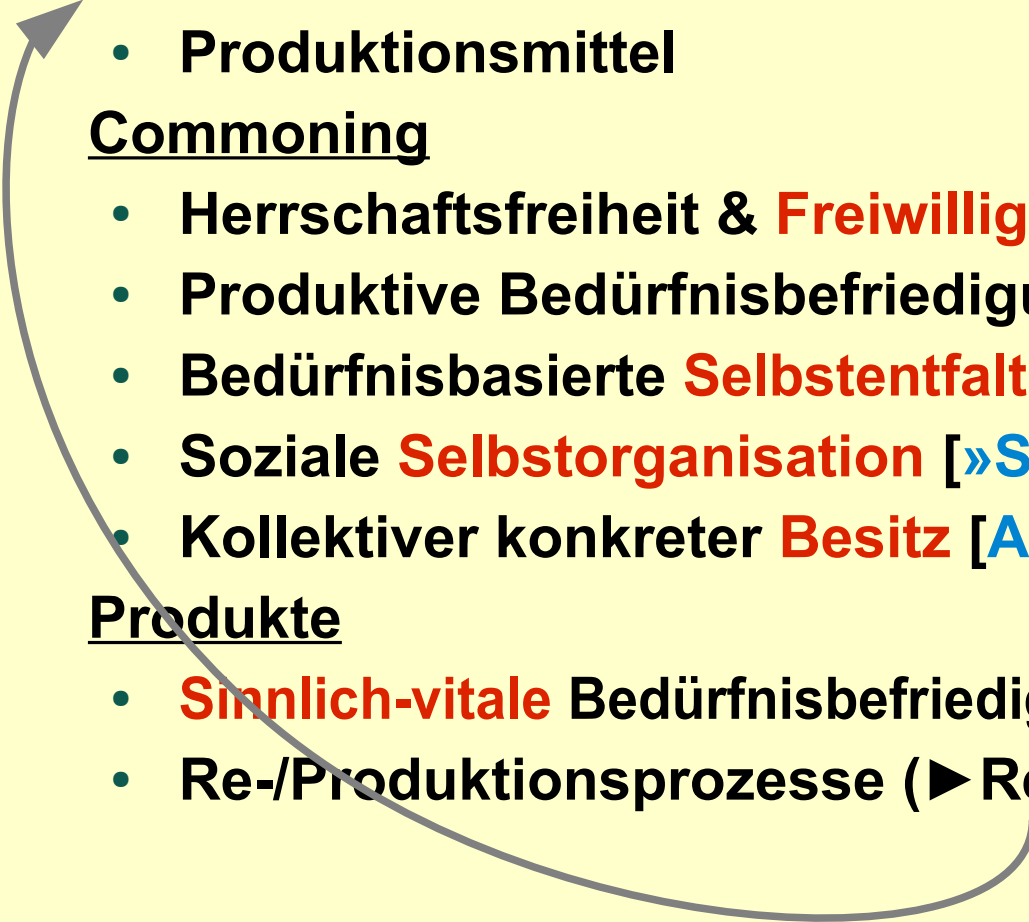 • Produktionsmittel
Commoning
• Herrschaftsfreiheit & Freiwillig
• Produktive Bedürfnisbefriedigu
• Bedürfnisbasierte Selbstentfalt
• Soziale Selbstorganisation [»S
• Kollektiver konkreter Besitz [A
Produkte
• Sinnlich-vitale Bedürfnisbefriedig
• Re-/Produktionsprozesse (►Re